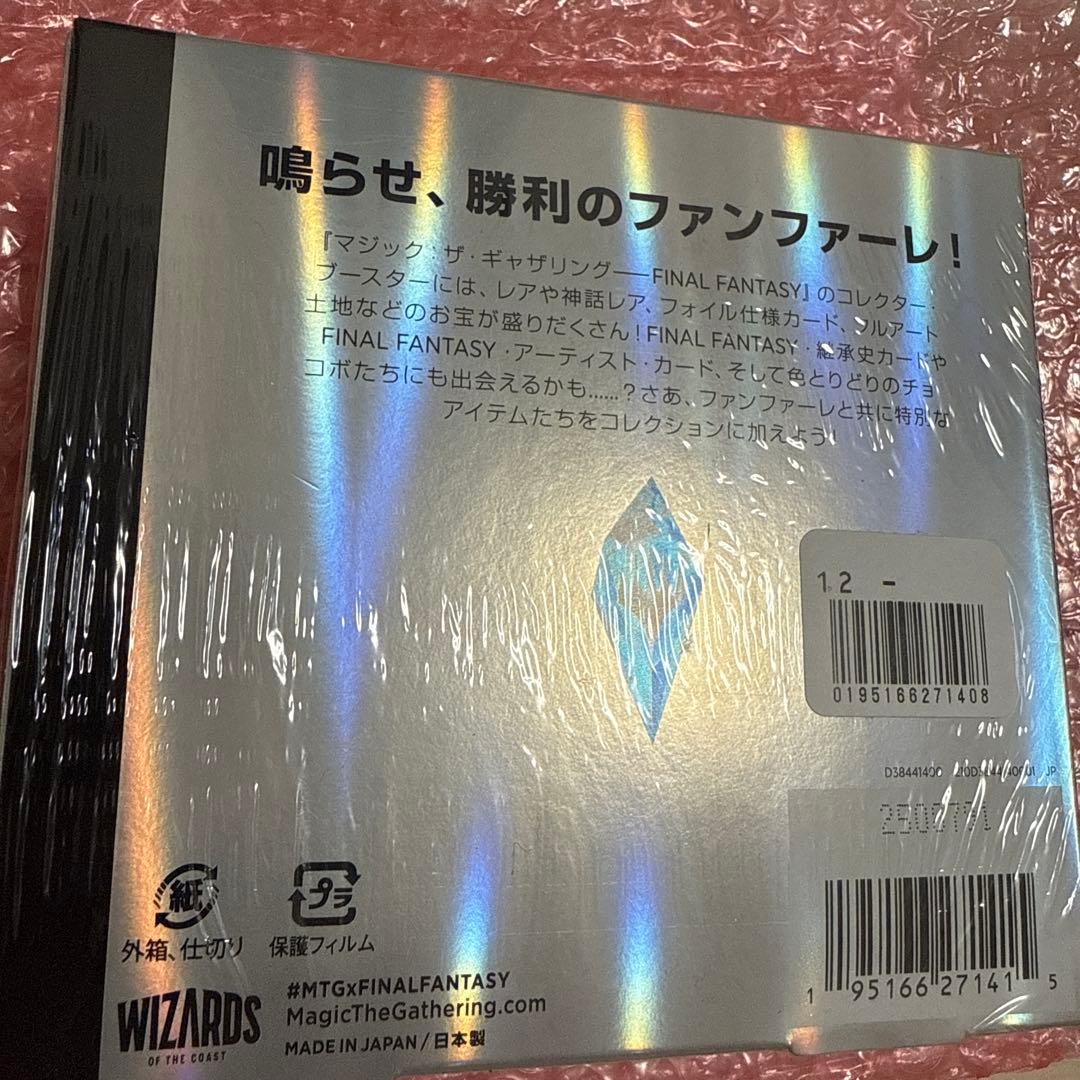 鳴らせ、勝利のファンファーレ！
『マジック：ザ・ギャザリング——FINAL FANTASY』のコレクター・
ブースターには、レアや神話レア、フォイル仕様カード、フルアート
土地などのお宝が盛りだくさん！FINAL FANTASY・継承史カードや
FINAL FANTASY・アーティスト・カード、そして色とりどりのチョ
コボたちにも出会えるかも……？さあ、ファンファーレと共に特別な
アイテムたちをコレクションに加えよう！
12 -
0195166271408
D38441400 JP
紙
外箱、仕切り
プラ
保護フィルム
1 95166 27141 5
WIZARDS
OF THE COAST
#MTGxFINALFANTASY
MagicTheGathering.com
MADE IN JAPAN / 日本製